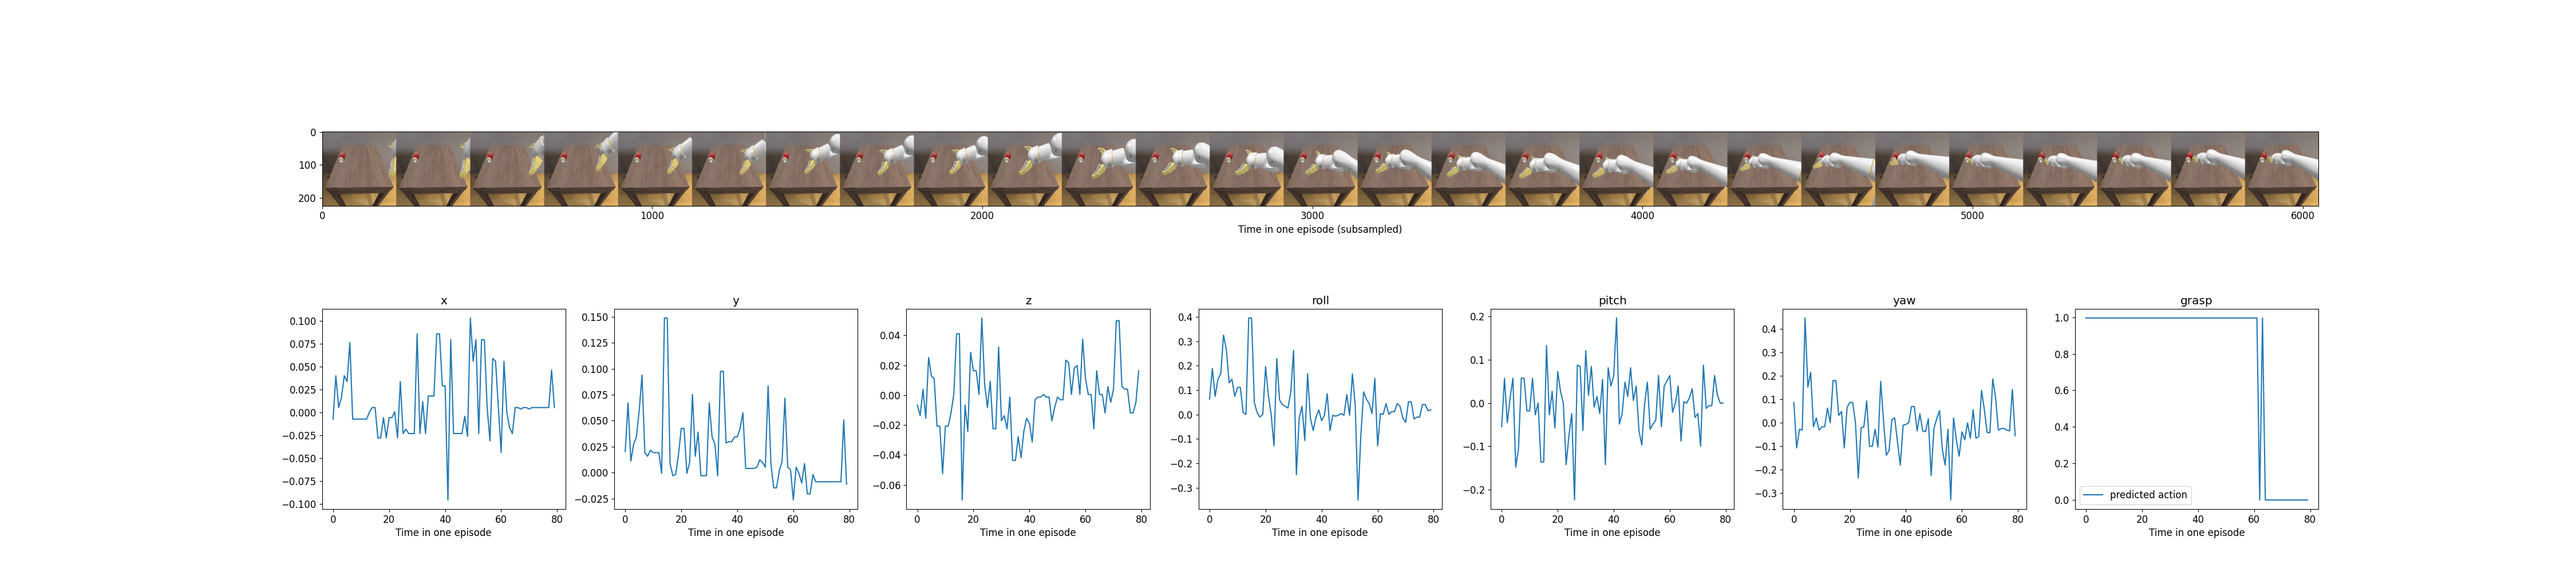 0
100
200
0 1000 2000 3000 4000 5000 6000
Time in one episode (subsampled)
x y z roll pitch yaw grasp
0.100
0.075
0.050
0.025
0.000
−0.025
−0.050
−0.075
−0.100
0 20 40 60 80
Time in one episode
0.150
0.125
0.100
0.075
0.050
0.025
0.000
−0.025
0 20 40 60 80
Time in one episode
0.04
0.02
0.00
−0.02
−0.04
−0.06
0 20 40 60 80
Time in one episode
0.4
0.3
0.2
0.1
0.0
−0.1
−0.2
−0.3
0 20 40 60 80
Time in one episode
0.2
0.1
0.0
−0.1
−0.2
0 20 40 60 80
Time in one episode
0.4
0.3
0.2
0.1
0.0
−0.1
−0.2
−0.3
0 20 40 60 80
Time in one episode
1.0
0.8
0.6
0.4
0.2
0.0
predicted action
0 20 40 60 80
Time in one episode